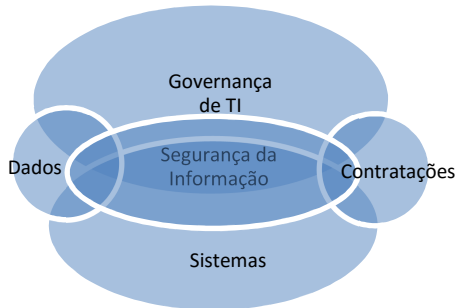 Governança
de TI
Dados
Segurança da
Informação
Contratações
Sistemas